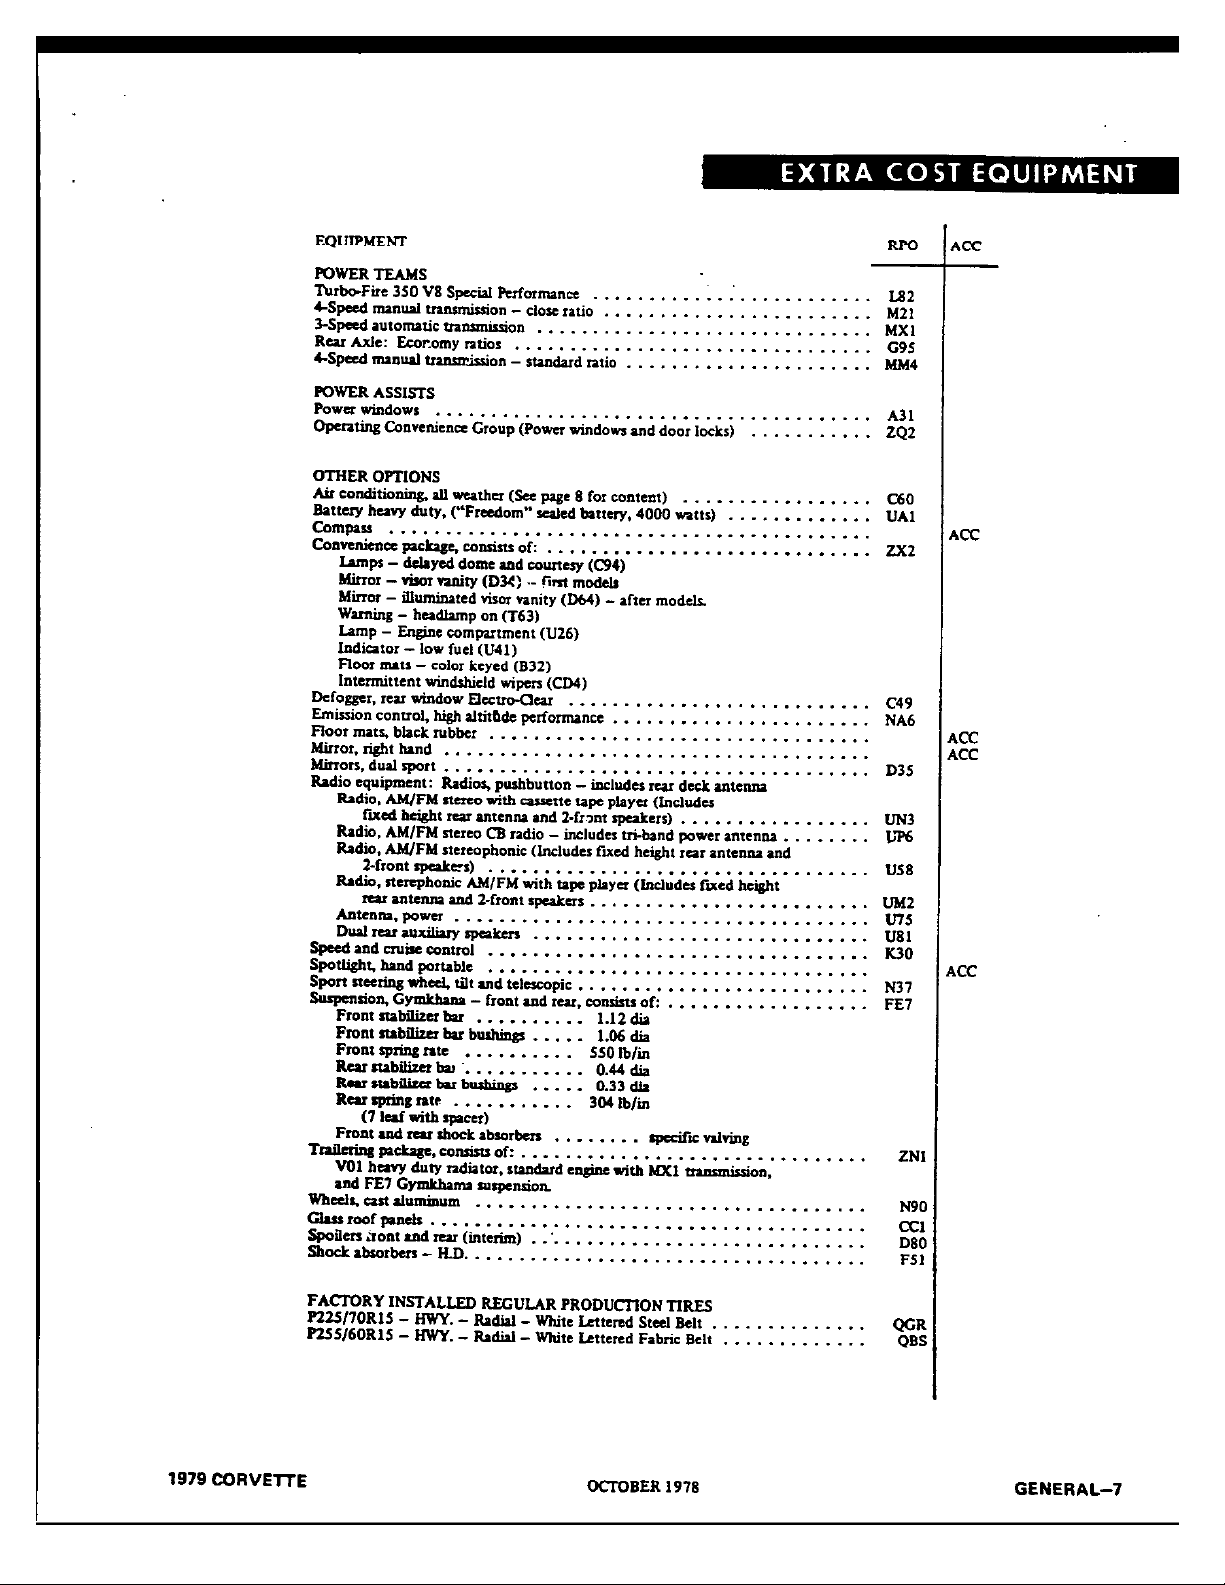 EXTRA COST EQUIPMENT
EQUIPMENT RPO ACC
POWER TEAMS
Turbo-Fire 350 V8 Special Performance . . . . . . . . . . . . . . . . . . . . . . . . . L82
4-Speed manual transmission – close ratio . . . . . . . . . . . . . . . . . . . . . . . . M21
3-Speed automatic transmission . . . . . . . . . . . . . . . . . . . . . . . . . . . . . . MX1
Rear Axle: Economy ratios . . . . . . . . . . . . . . . . . . . . . . . . . . . . . . . . G95
4-Speed manual transmission – standard ratio . . . . . . . . . . . . . . . . . . . . . . MM4
POWER ASSISTS
Power windows . . . . . . . . . . . . . . . . . . . . . . . . . . . . . . . . . . . . . . . A31
Operating Convenience Group (Power windows and door locks) . . . . . . . . . . . ZQ2
OTHER OPTIONS
Air conditioning, all weather (See page 8 for content) . . . . . . . . . . . . . . . . . C60
Battery heavy duty, ("Freedom" sealed battery, 4000 watts) . . . . . . . . . . . . . UA1
Compass . . . . . . . . . . . . . . . . . . . . . . . . . . . . . . . . . . . . . . . . . . . ACC
Convenience package, consists of: . . . . . . . . . . . . . . . . . . . . . . . . . . . . . ZX2
Lamps – delayed dome and courtesy (C94)
Mirror – visor vanity (D34) – first models
Mirror – illuminated visor vanity (D64) – after models.
Warning – headlamp on (T63)
Lamp – Engine compartment (U26)
Indicator – low fuel (U41)
Floor mats – color keyed (B32)
Intermittent windshield wipers (CD4)
Defogger, rear window Electro-Clear . . . . . . . . . . . . . . . . . . . . . . . . . . . C49
Emission control, high altitude performance . . . . . . . . . . . . . . . . . . . . . . . NA6
Floor mats, black rubber . . . . . . . . . . . . . . . . . . . . . . . . . . . . . . . . . . ACC
Mirror, right hand . . . . . . . . . . . . . . . . . . . . . . . . . . . . . . . . . . . . . . ACC
Mirrors, dual sport . . . . . . . . . . . . . . . . . . . . . . . . . . . . . . . . . . . . . . D35
Radio equipment: Radios, pushbutton – includes rear deck antenna
Radio, AM/FM stereo with cassette tape player (Includes
fixed height rear antenna and 2-front speakers) . . . . . . . . . . . . . . . . . UN3
Radio, AM/FM stereo CB radio – includes tri-band power antenna . . . . . . . . UP6
Radio, AM/FM stereophonic (Includes fixed height rear antenna and
2-front speakers) . . . . . . . . . . . . . . . . . . . . . . . . . . . . . . . . . . U58
Radio, sterephonic AM/FM with tape player (Includes fixed height
rear antenna and 2-front speakers . . . . . . . . . . . . . . . . . . . . . . . . . UM2
Antenna, power . . . . . . . . . . . . . . . . . . . . . . . . . . . . . . . . . . . . . U75
Dual rear auxiliary speakers . . . . . . . . . . . . . . . . . . . . . . . . . . . . . . U81
Speed and cruise control . . . . . . . . . . . . . . . . . . . . . . . . . . . . . . . . . . K30
Spotlight, hand portable . . . . . . . . . . . . . . . . . . . . . . . . . . . . . . . . . . ACC
Sport steering wheel, tilt and telescopic . . . . . . . . . . . . . . . . . . . . . . . . . . N37
Suspension, Gymkhana – front and rear, consists of: . . . . . . . . . . . . . . . . . . FE7
Front stabilizer bar . . . . . . . . . . 1.12 dia
Front stabilizer bar bushings . . . . . 1.06 dia
Front spring rate . . . . . . . . . . 550 lb/in
Rear stabilizer bar . . . . . . . . . . . 0.44 dia
Rear stabilizer bar bushings . . . . . 0.33 dia
Rear spring rate . . . . . . . . . . . 304 lb/in
(7 leaf with spacer)
Front and rear shock absorbers . . . . . . . . specific valving
Trailering package, consists of: . . . . . . . . . . . . . . . . . . . . . . . . . . . . . . . ZN1
V01 heavy duty radiator, standard engine with MX1 transmission,
and FE7 Gymkhama suspension.
Wheels, cast aluminum . . . . . . . . . . . . . . . . . . . . . . . . . . . . . . . . . . . N90
Glass roof panels . . . . . . . . . . . . . . . . . . . . . . . . . . . . . . . . . . . . . . . CC1
Spoilers front and rear (interim) . . . . . . . . . . . . . . . . . . . . . . . . . . . . . . D80
Shock absorbers – H.D. . . . . . . . . . . . . . . . . . . . . . . . . . . . . . . . . . . . F51
FACTORY INSTALLED REGULAR PRODUCTION TIRES
P225/70R15 – HWY. – Radial – White Lettered Steel Belt . . . . . . . . . . . . . . QGR
P255/60R15 – HWY. – Radial – White Lettered Fabric Belt . . . . . . . . . . . . . QBS
1979 CORVETTE OCTOBER 1978 GENERAL–7